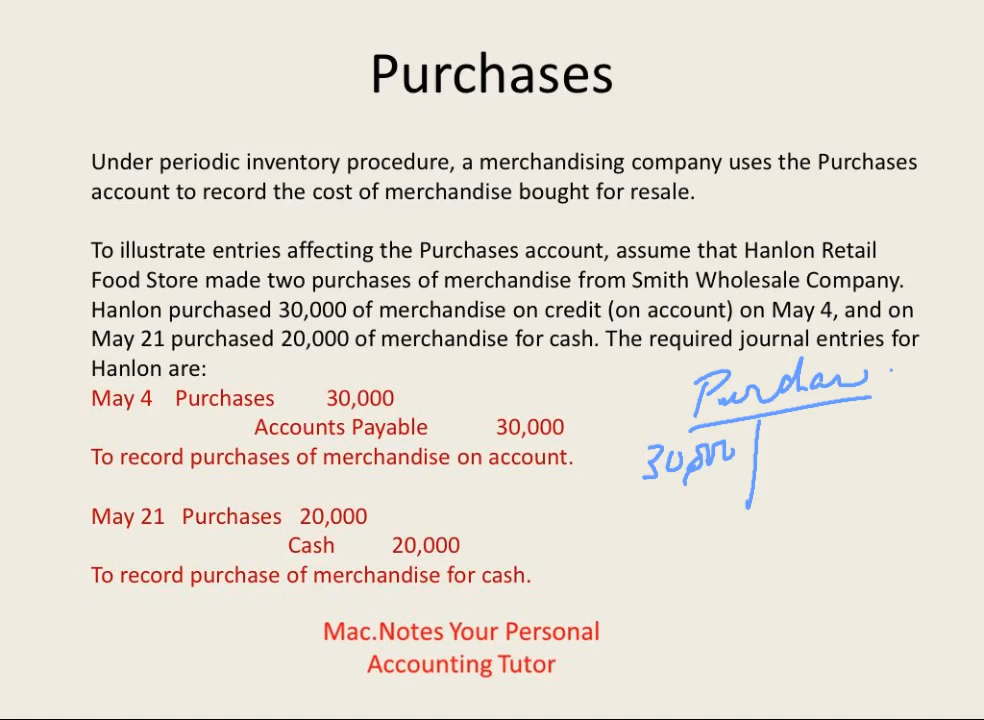 Purchases
Under periodic inventory procedure, a merchandising company uses the Purchases
account to record the cost of merchandise bought for resale.
To illustrate entries affecting the Purchases account, assume that Hanlon Retail
Food Store made two purchases of merchandise from Smith Wholesale Company.
Hanlon purchased 30,000 of merchandise on credit (on account) on May 4, and on
May 21 purchased 20,000 of merchandise for cash. The required journal entries for
Hanlon are:
May 4 Purchases 30,000
Accounts Payable 30,000
To record purchases of merchandise on account.
30,000
May 21 Purchases 20,000
Cash 20,000
To record purchase of merchandise for cash.
Mac.Notes Your Personal
Accounting Tutor